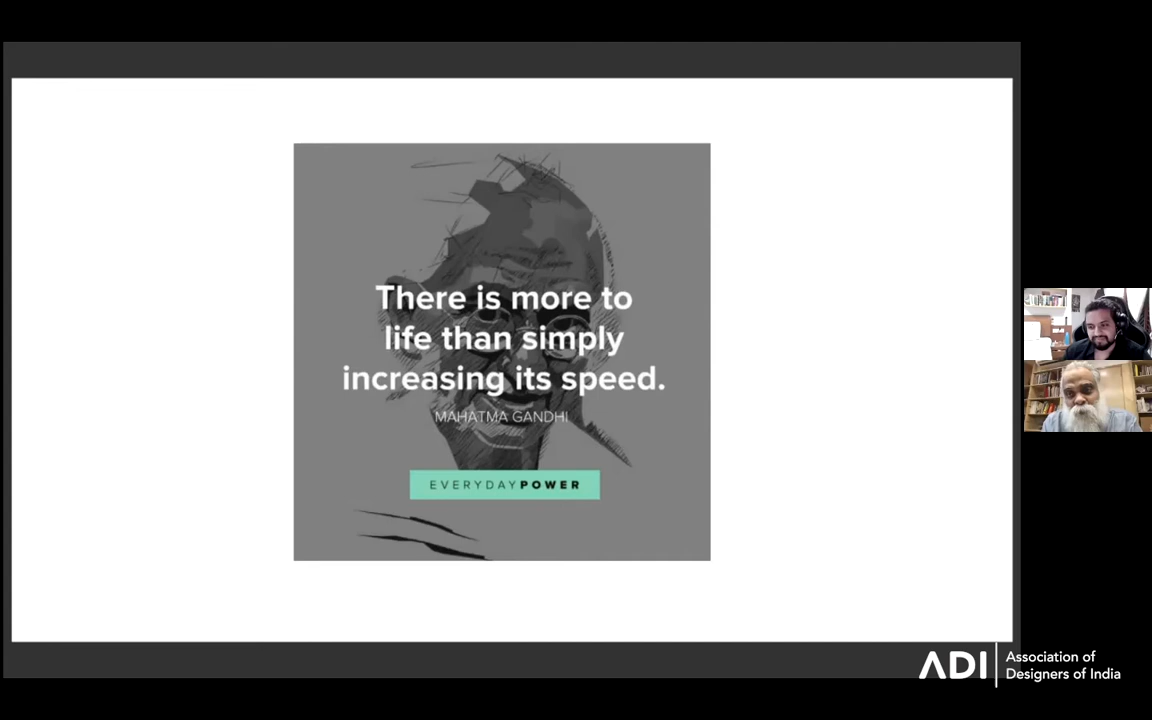 There is more to
life than simply
increasing its speed.
MAHATMA GANDHI
EVERYDAYPOWER
ADI
Association of
Designers of India